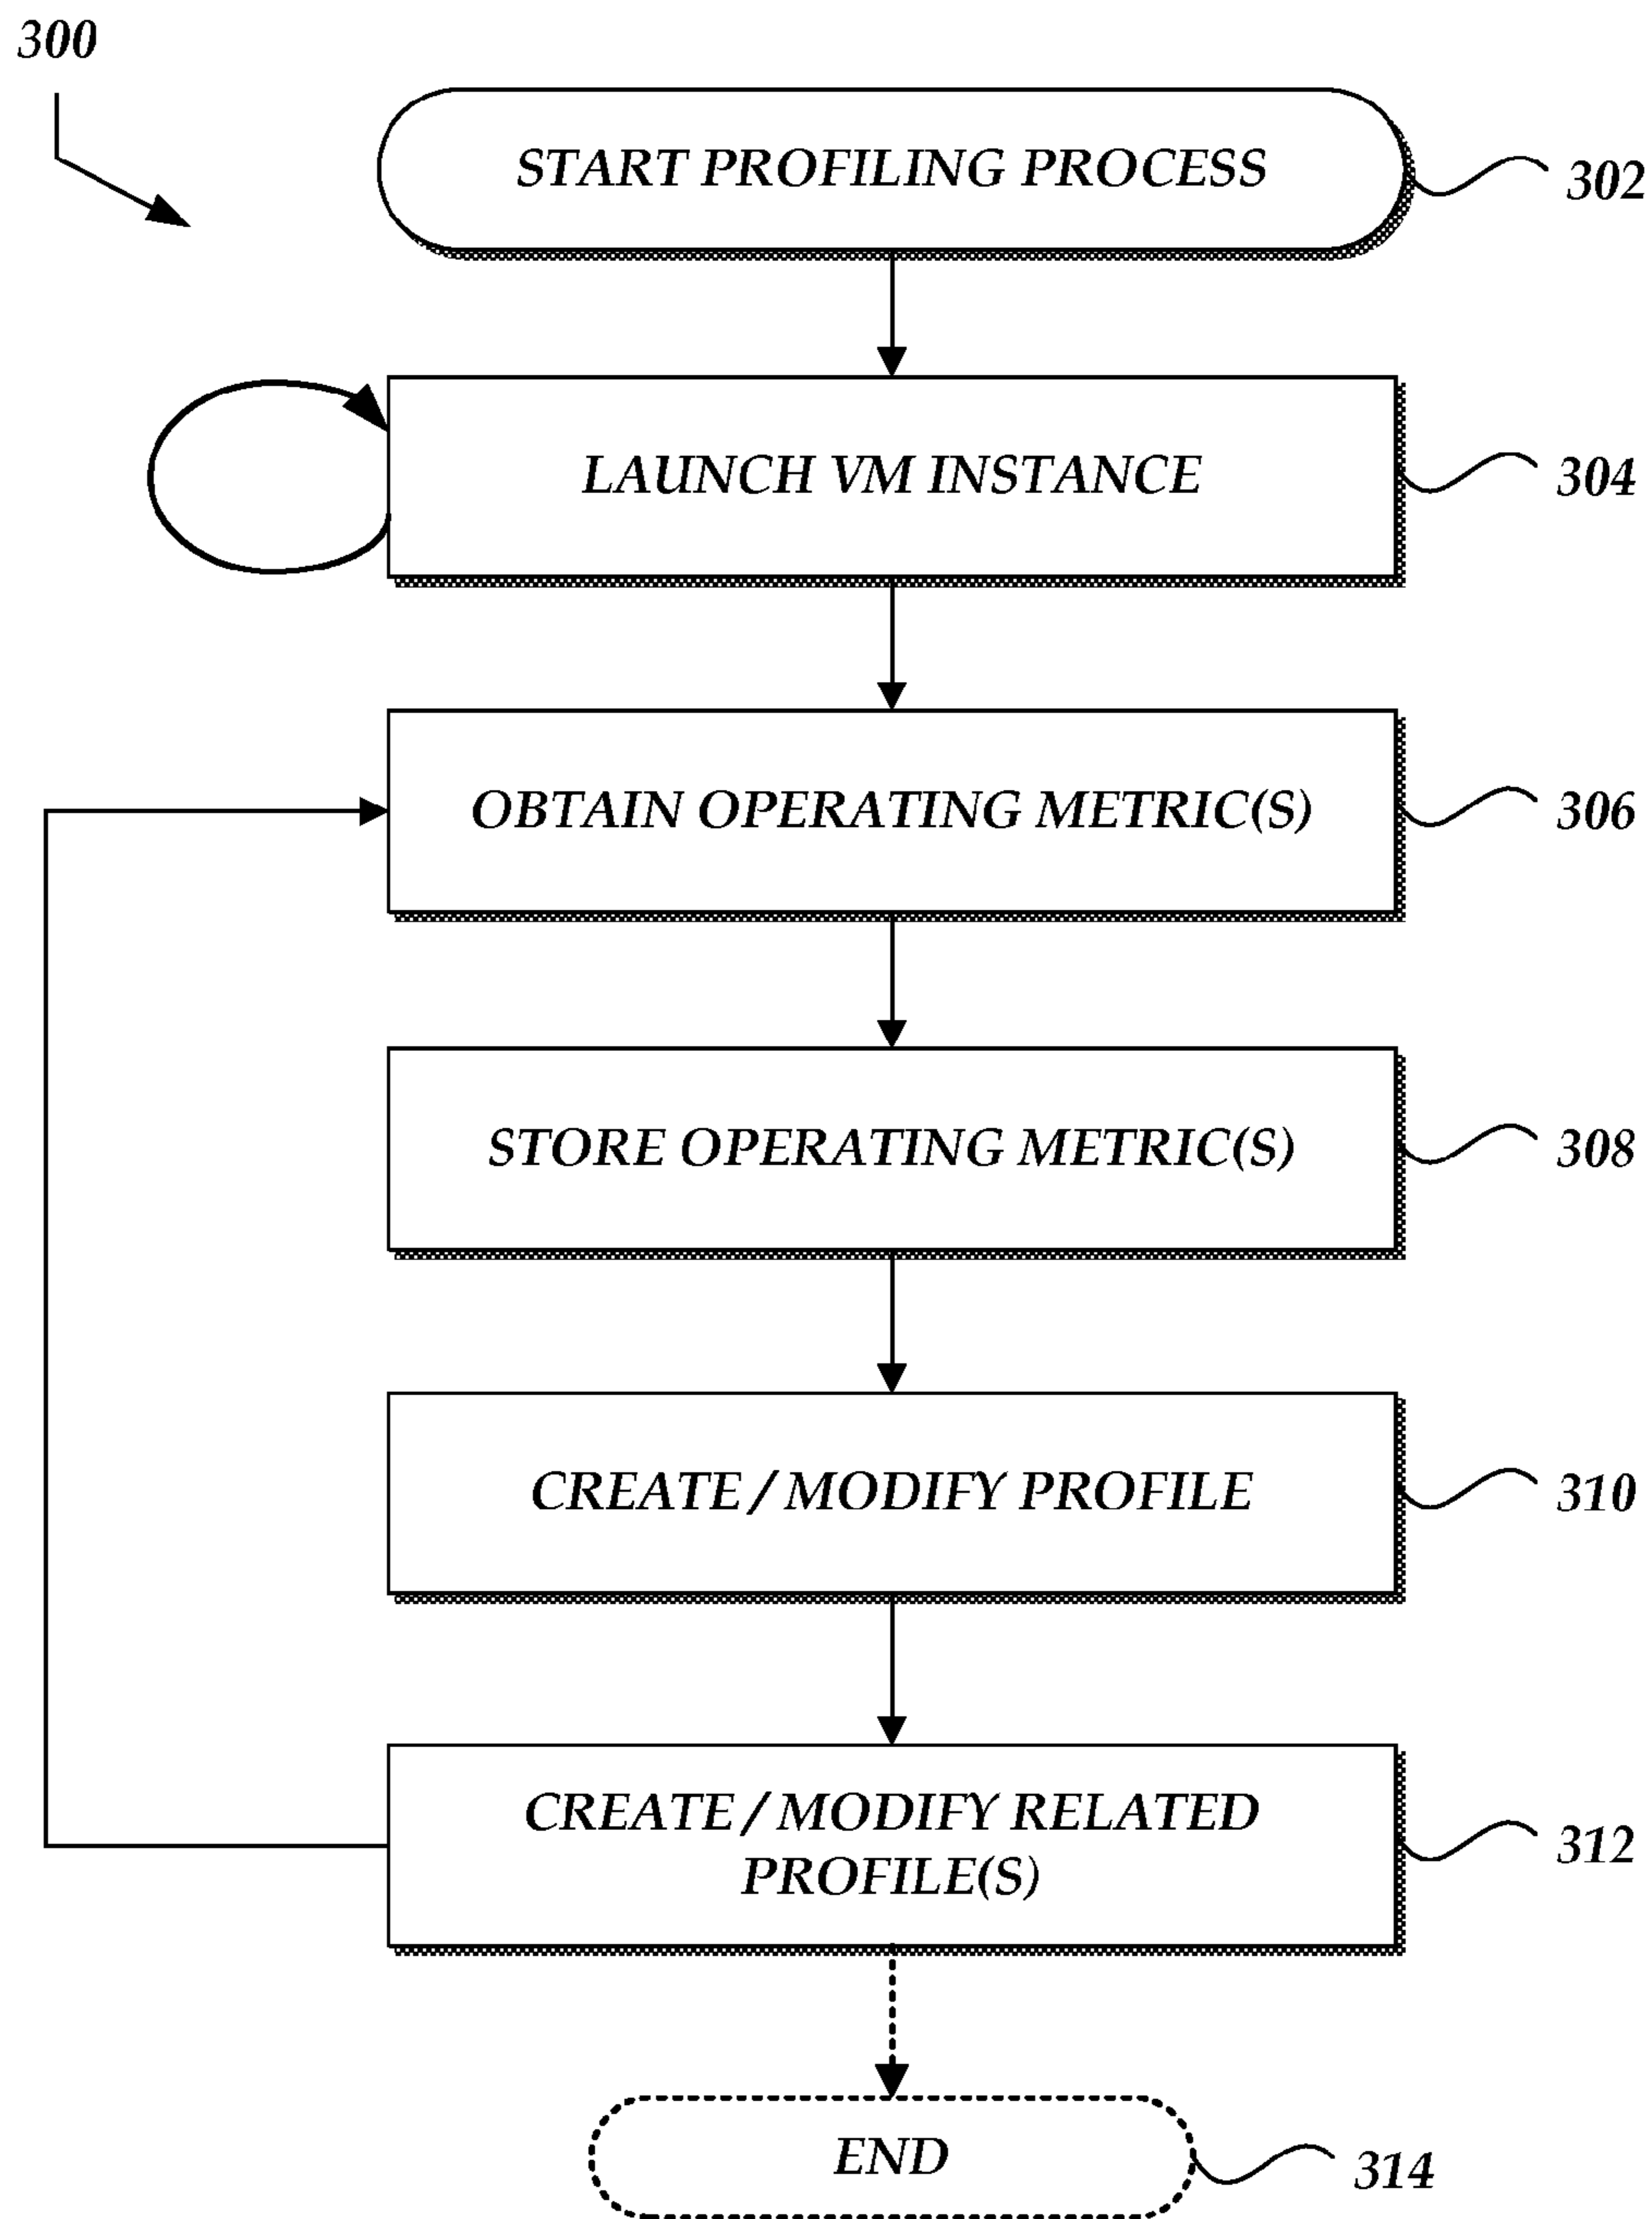 300
START PROFILING PROCESS
302
LAUNCH VM INSTANCE
304
OBTAIN OPERATING METRIC(S)
306
STORE OPERATING METRIC(S)
308
CREATE / MODIFY PROFILE
310
CREATE / MODIFY RELATED
PROFILE(S)
312
END
314